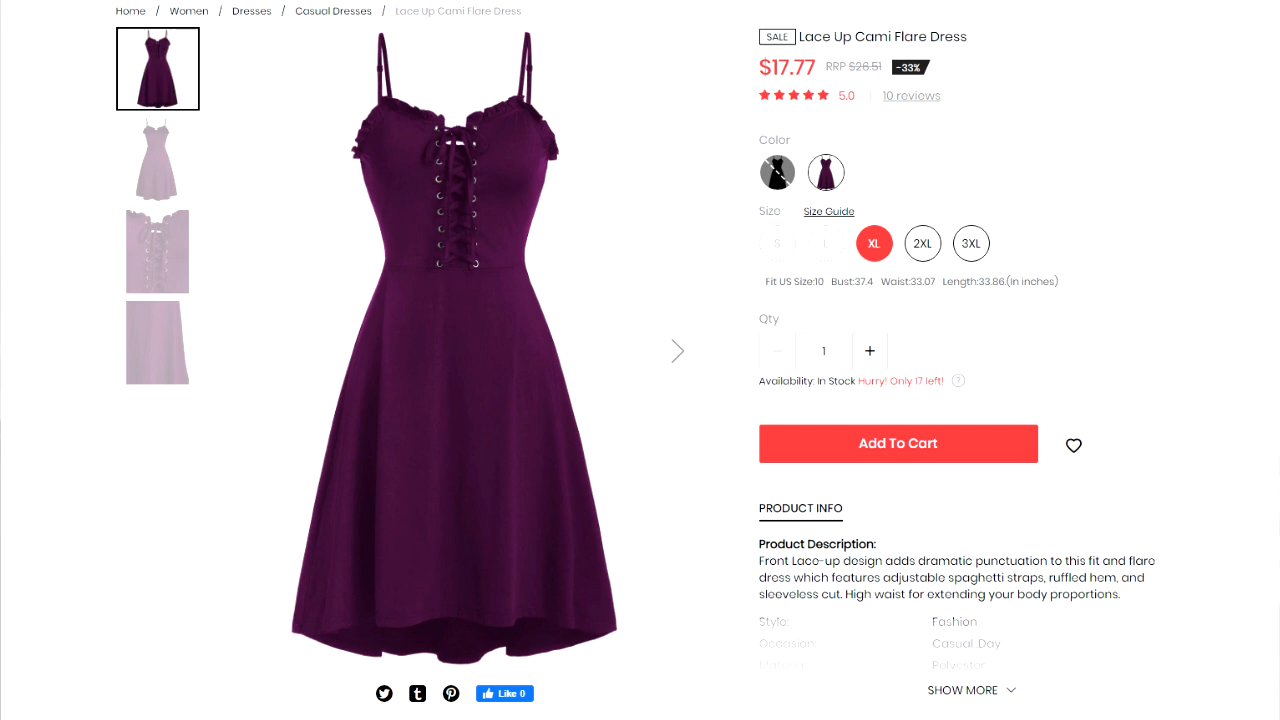 Home / Women / Dresses / Casual Dresses / Lace Up Cami Flare Dress
SALE Lace Up Cami Flare Dress
$17.77 RRP $26.51 -33%
5.0 10 reviews
Color
Size Size Guide
S L XL 2XL 3XL
Fit US Size:10 Bust:37.4 Waist:33.07 Length:33.86.(In inches)
Qty
− 1 +
Availability: In Stock Hurry! Only 17 left! ?
Add To Cart
PRODUCT INFO
Product Description:
Front Lace-up design adds dramatic punctuation to this fit and flare
dress which features adjustable spaghetti straps, ruffled hem, and
sleeveless cut. High waist for extending your body proportions.
Style: Fashion
Occasion: Casual Day
Material: Polyester
SHOW MORE
Like 0